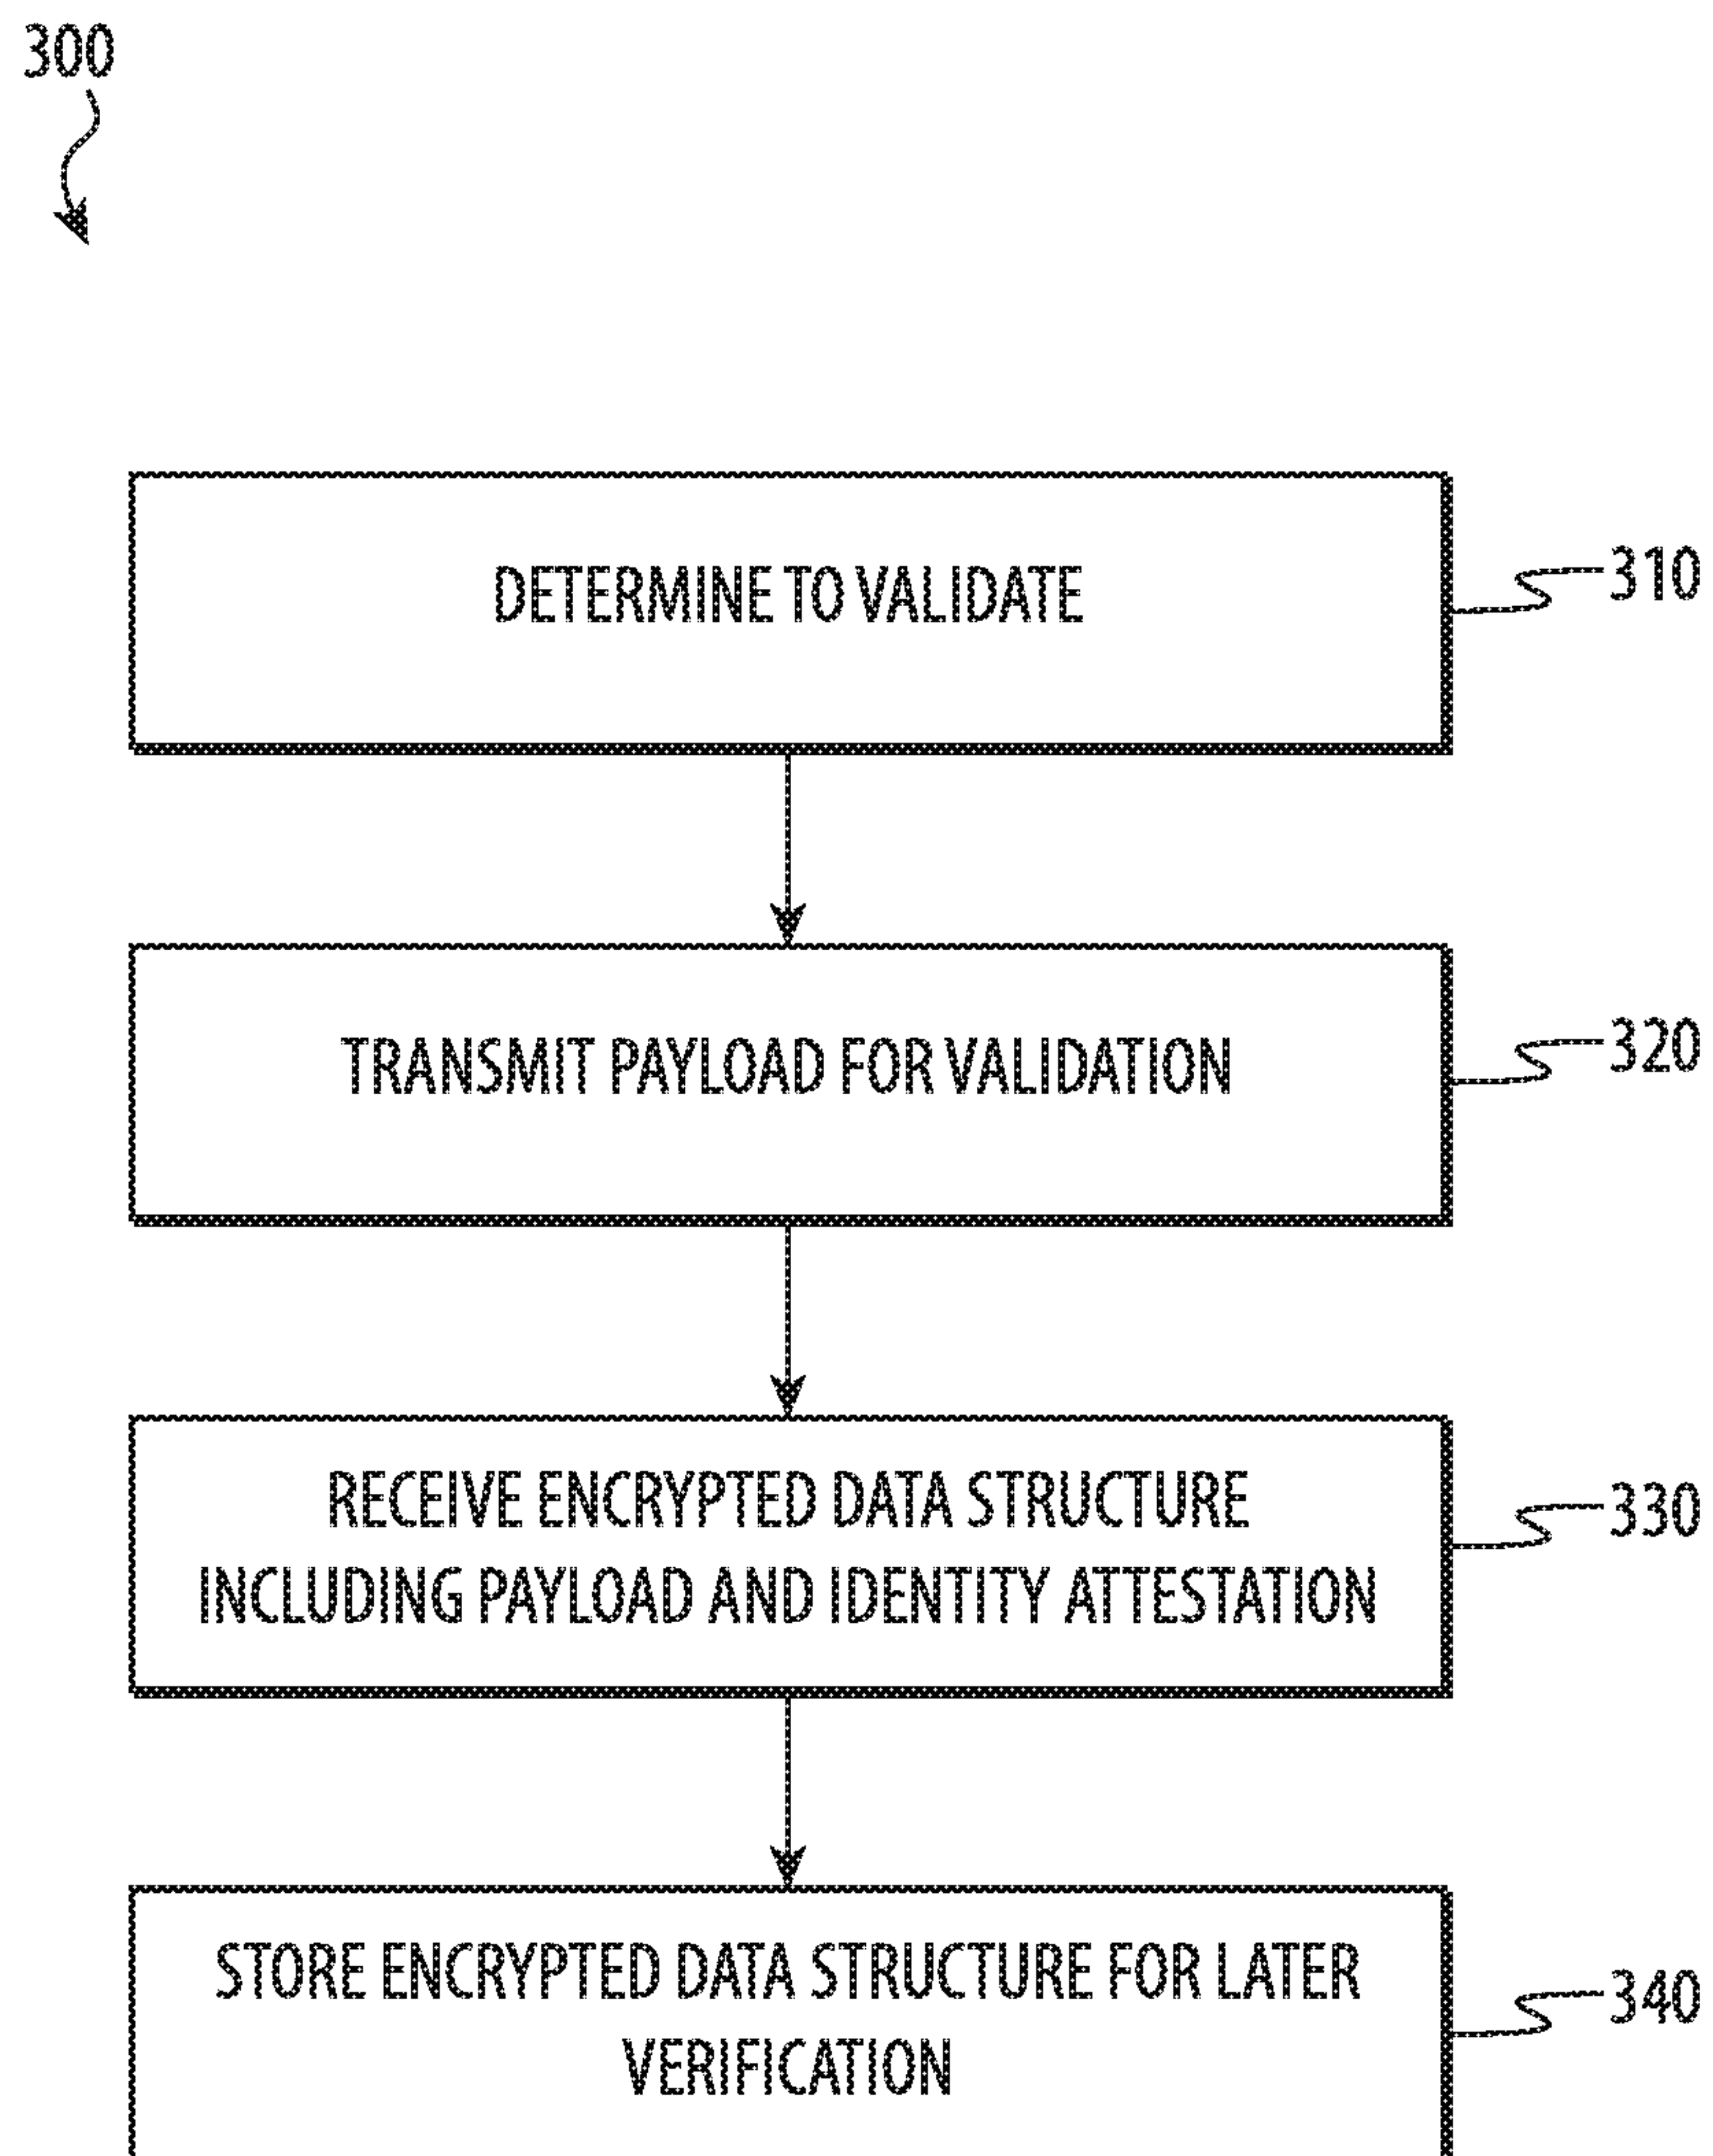 300
DETERMINE TO VALIDATE
310
TRANSMIT PAYLOAD FOR VALIDATION
320
RECEIVE ENCRYPTED DATA STRUCTURE
INCLUDING PAYLOAD AND IDENTITY ATTESTATION
330
STORE ENCRYPTED DATA STRUCTURE FOR LATER
VERIFICATION
340